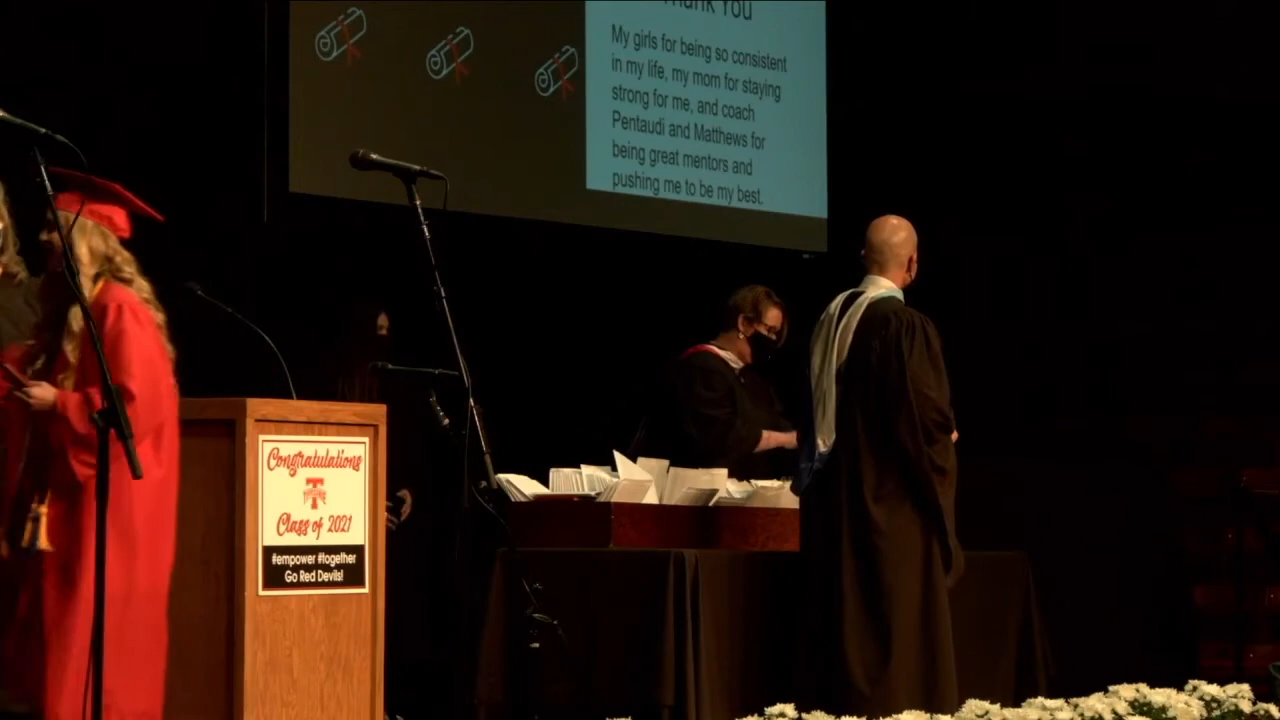 Thank You
My girls for being so consistent
in my life, my mom for staying
strong for me, and coach
Pentaudi and Matthews for
being great mentors and
pushing me to be my best.
Congratulations
T
Class of 2021
#empower #together
Go Red Devils!